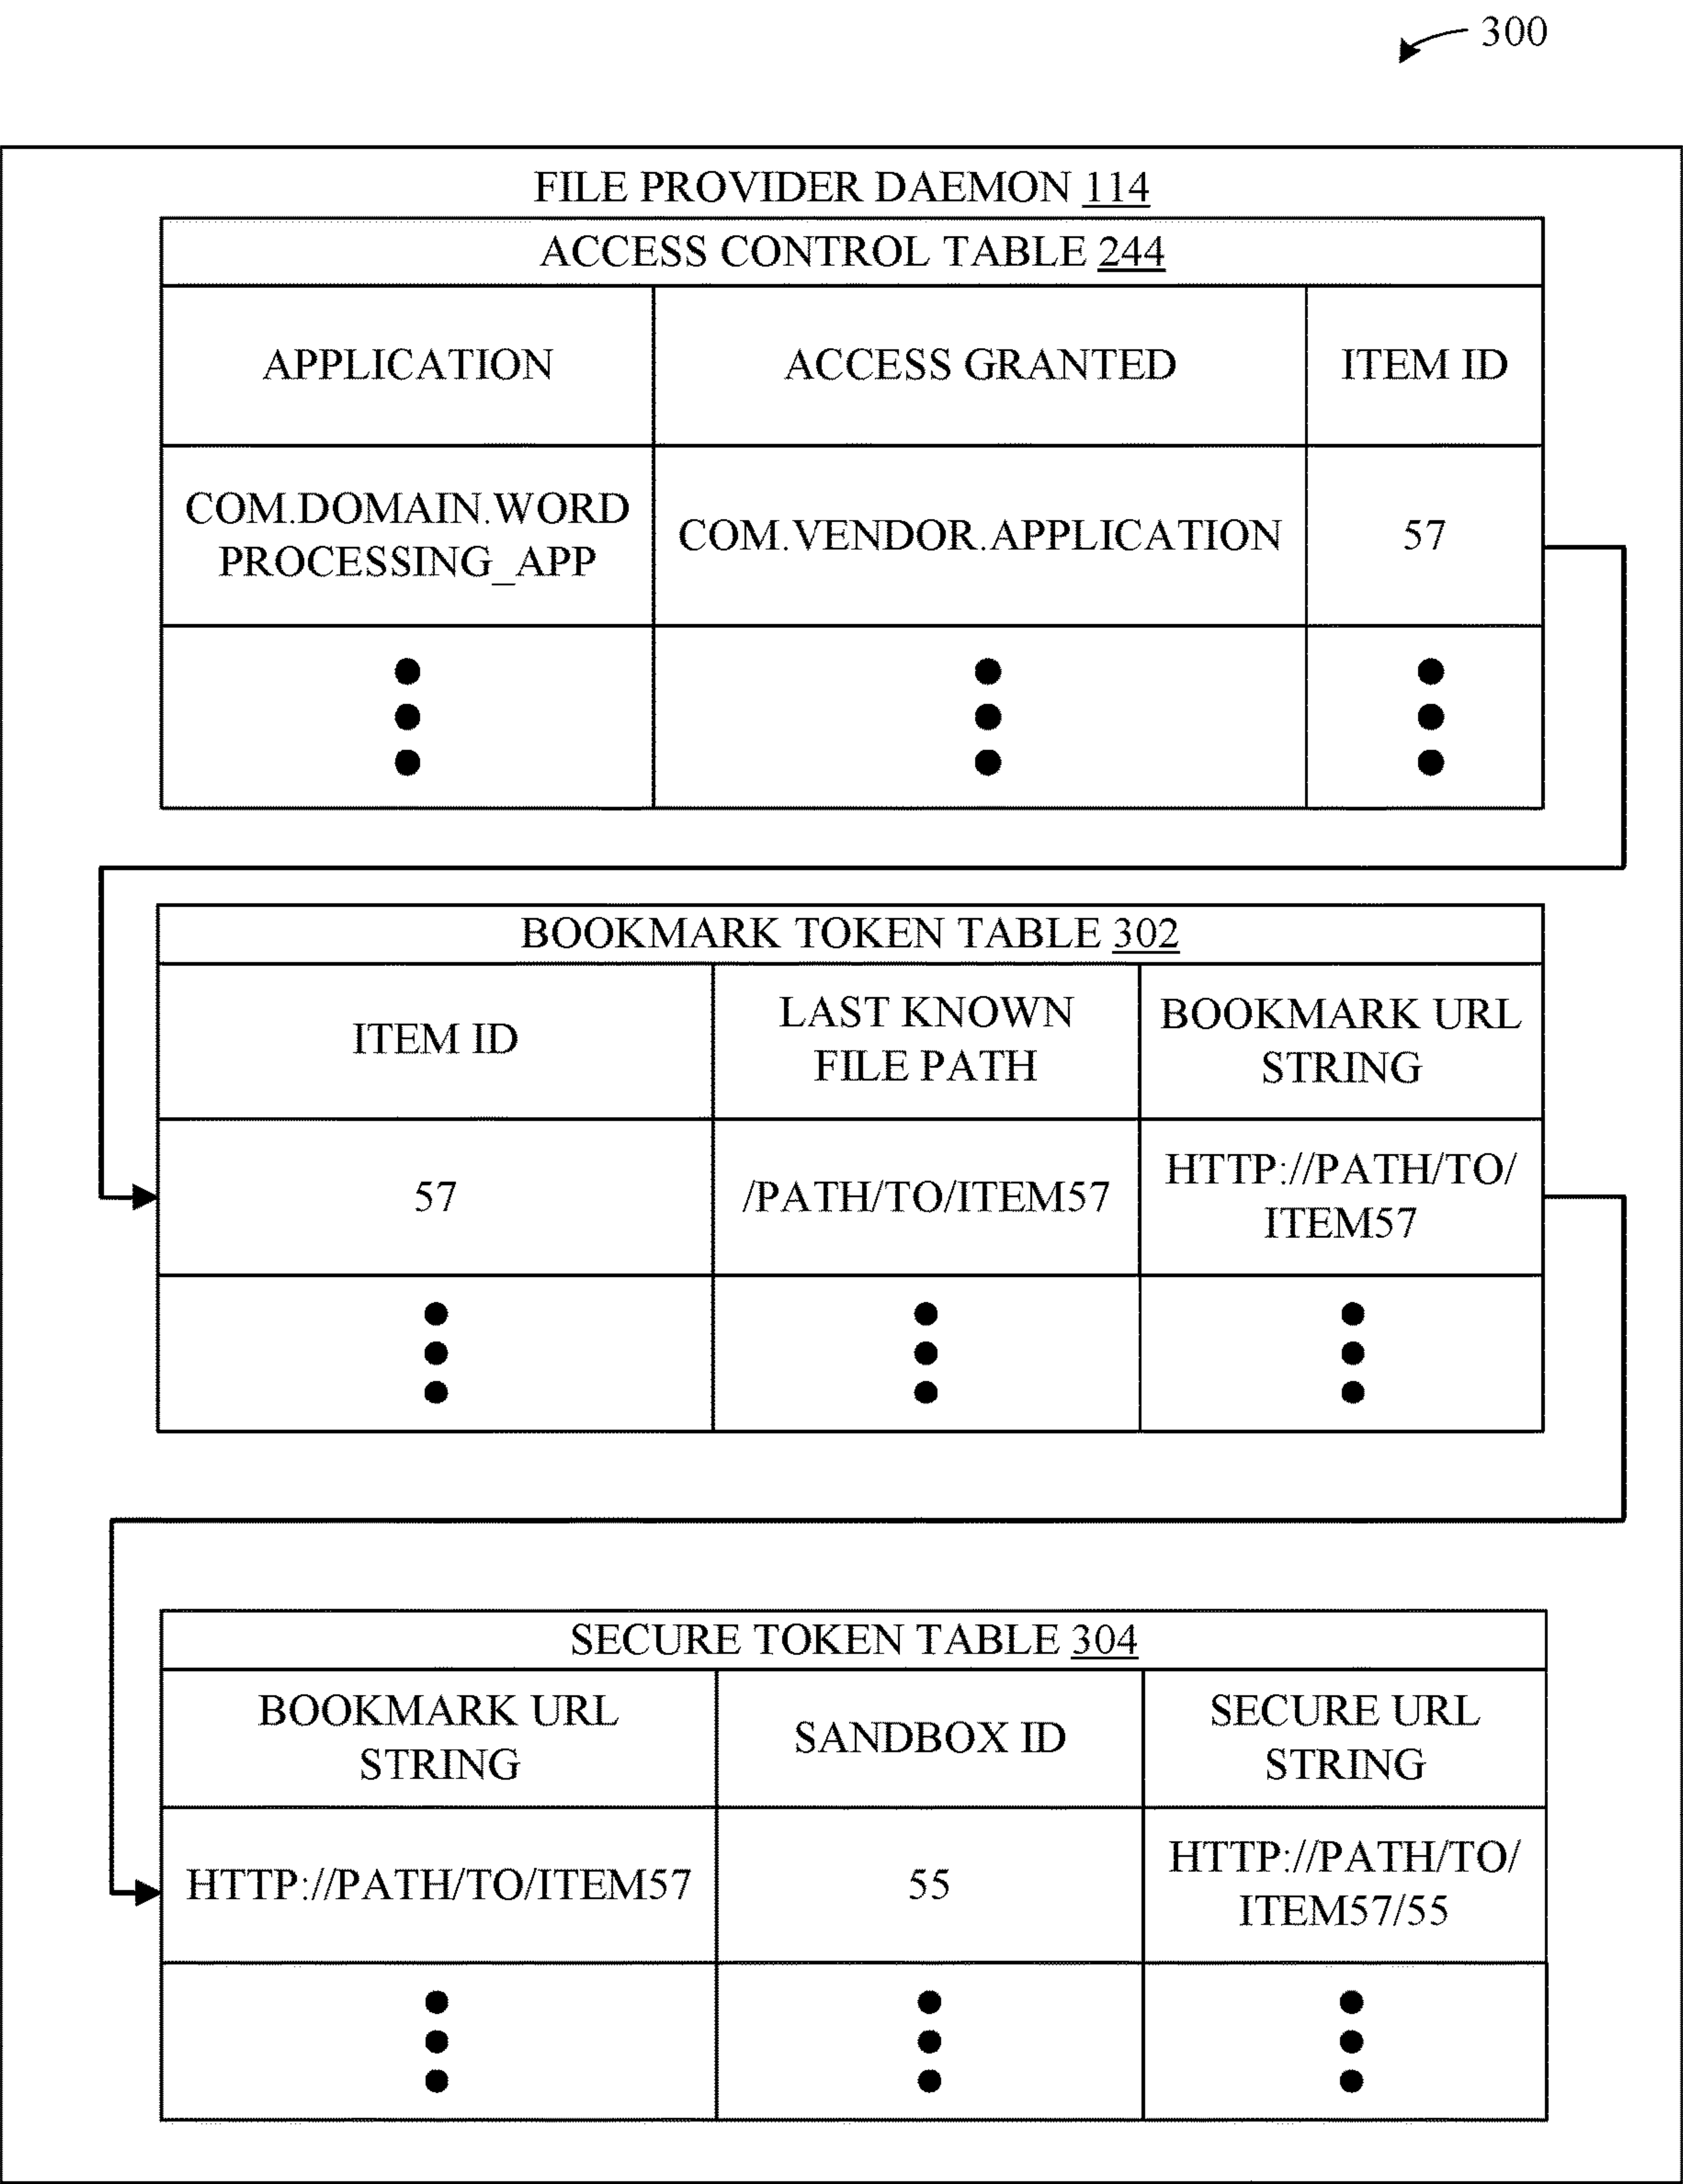 300
FILE PROVIDER DAEMON 114
ACCESS CONTROL TABLE 244
APPLICATION
ACCESS GRANTED
ITEM ID
COM.DOMAIN.WORD
PROCESSING_APP
COM.VENDOR.APPLICATION
57
BOOKMARK TOKEN TABLE 302
ITEM ID
LAST KNOWN
FILE PATH
BOOKMARK URL
STRING
57
/PATH/TO/ITEM57
HTTP://PATH/TO/
ITEM57
SECURE TOKEN TABLE 304
BOOKMARK URL
STRING
SANDBOX ID
SECURE URL
STRING
HTTP://PATH/TO/ITEM57
55
HTTP://PATH/TO/
ITEM57/55